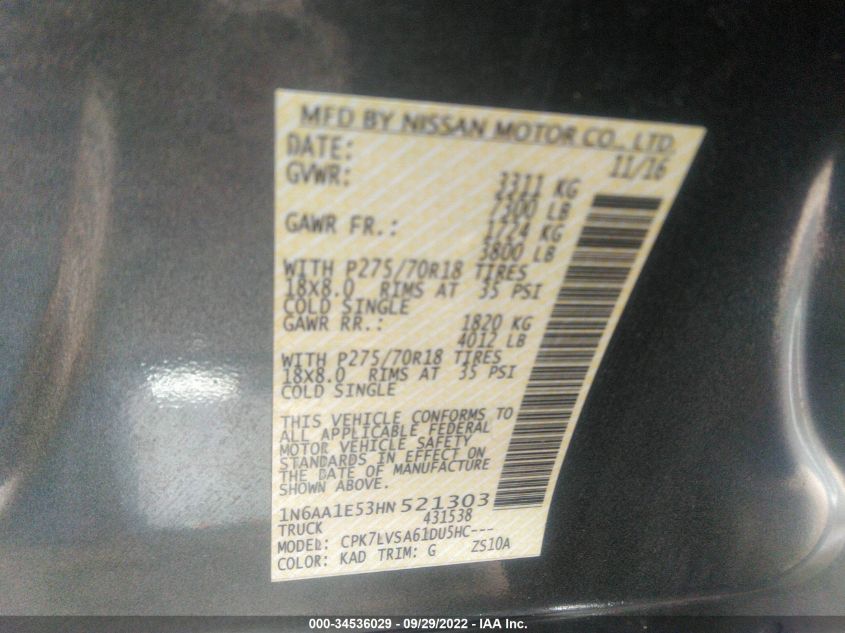 MFD BY NISSAN MOTOR CO., LTD.
DATE: 11/16
GVWR: 3311 KG
7300 LB
GAWR FR.: 1724 KG
3800 LB
WITH P275/70R18 TIRES
18X8.0 RIMS AT 35 PSI
COLD SINGLE
GAWR RR.: 1820 KG
4012 LB
WITH P275/70R18 TIRES
18X8.0 RIMS AT 35 PSI
COLD SINGLE
THIS VEHICLE CONFORMS TO
ALL APPLICABLE FEDERAL
MOTOR VEHICLE SAFETY
STANDARDS IN EFFECT ON
THE DATE OF MANUFACTURE
SHOWN ABOVE.
1N6AA1E53HN521303
TRUCK 431538
MODEL: CPK7LVSA61DU5HC---
COLOR: KAD TRIM: G ZS10A
000-34536029 - 09/29/2022 - IAA Inc.